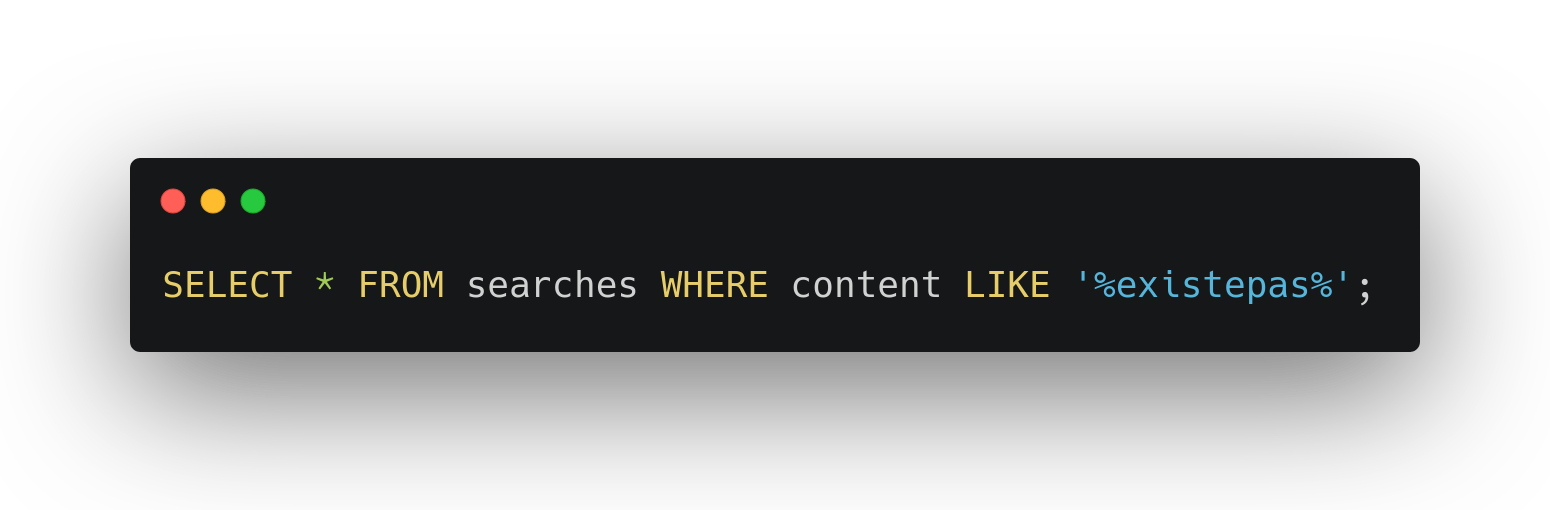 SELECT * FROM searches WHERE content LIKE '%existepas%';